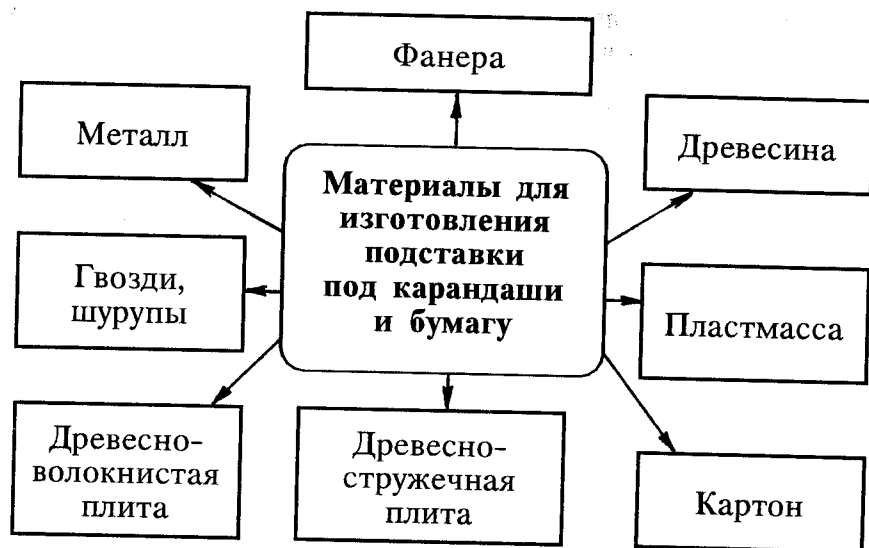 Фанера
Металл
Древесина
Материалы для
изготовления
подставки
под карандаши
и бумагу
Гвозди,
шурупы
Пластмасса
Древесно-
волокнистая
плита
Древесно-
стружечная
плита
Картон